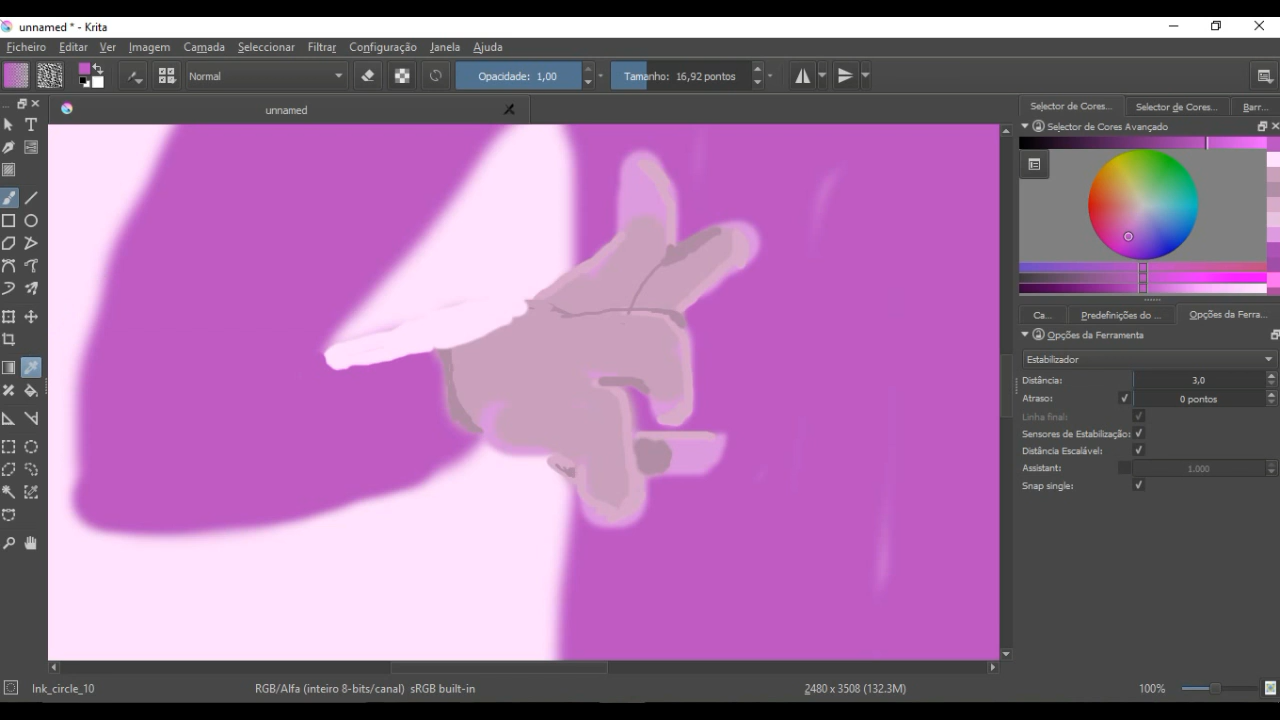 unnamed * - Krita
Ficheiro Editar Ver Imagem Camada Seleccionar Filtrar Configuração Janela Ajuda
Normal Opacidade: 1,00 Tamanho: 16,92 pontos
... unnamed Selector de Cores... Selector de Cores... Barr...
Selector de Cores Avançado
Ca... Predefinições do ... Opções da Ferra...
Opções da Ferramenta
Estabilizador
Distância: 3,0
Atraso: 0 pontos
Linha final:
Sensores de Estabilização:
Distância Escalável:
Assistant: 1.000
Snap single:
Ink_circle_10 RGB/Alfa (inteiro 8-bits/canal) sRGB built-in 2480 x 3508 (132.3M) 100%